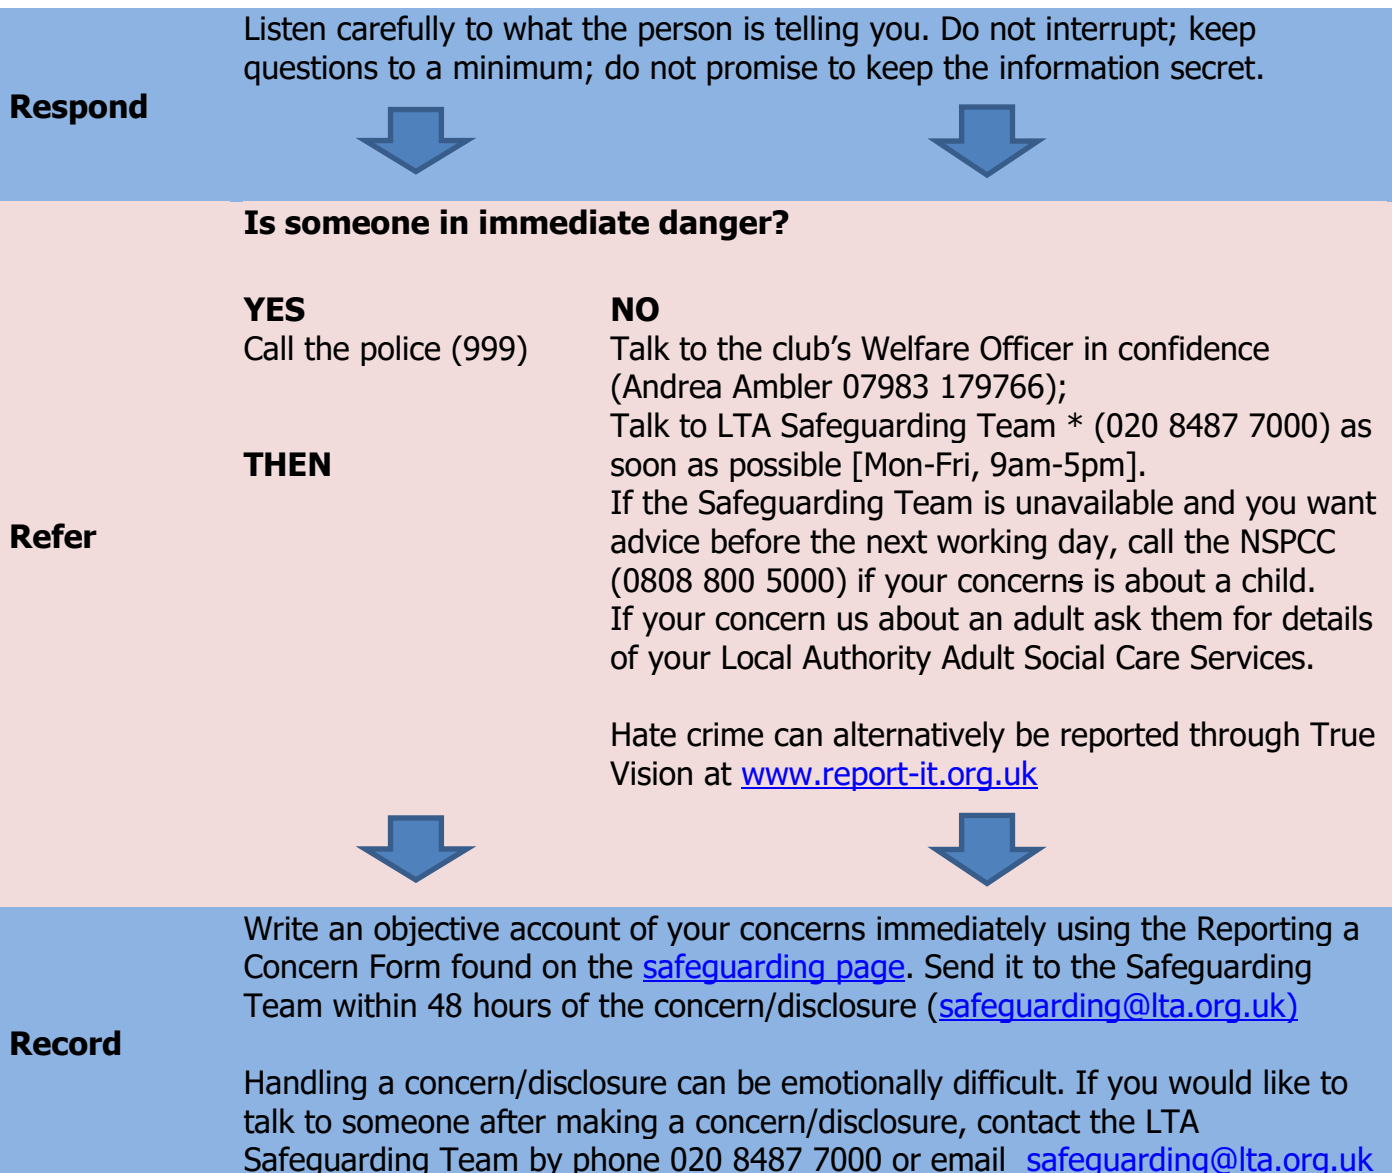 Listen carefully to what the person is telling you. Do not interrupt; keep
questions to a minimum; do not promise to keep the information secret.
Respond
Is someone in immediate danger?
YES
Call the police (999)
THEN
NO
Talk to the club’s Welfare Officer in confidence
(Andrea Ambler 07983 179766);
Talk to LTA Safeguarding Team * (020 8487 7000) as
soon as possible [Mon-Fri, 9am-5pm].
If the Safeguarding Team is unavailable and you want
advice before the next working day, call the NSPCC
(0808 800 5000) if your concerns is about a child.
If your concern us about an adult ask them for details
of your Local Authority Adult Social Care Services.
Hate crime can alternatively be reported through True
Vision at www.report-it.org.uk
Refer
Write an objective account of your concerns immediately using the Reporting a
Concern Form found on the safeguarding page. Send it to the Safeguarding
Team within 48 hours of the concern/disclosure (safeguarding@lta.org.uk)
Record
Handling a concern/disclosure can be emotionally difficult. If you would like to
talk to someone after making a concern/disclosure, contact the LTA
Safeguarding Team by phone 020 8487 7000 or email safeguarding@lta.org.uk